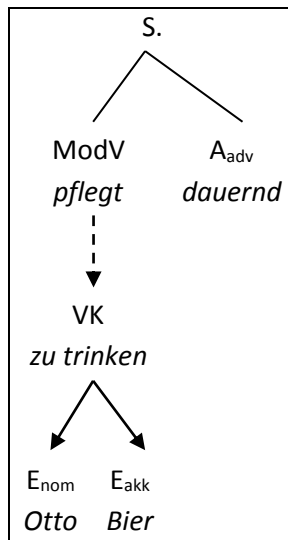 S.
ModV A_adv
pflegt dauernd
VK
zu trinken
E_nom E_akk
Otto Bier